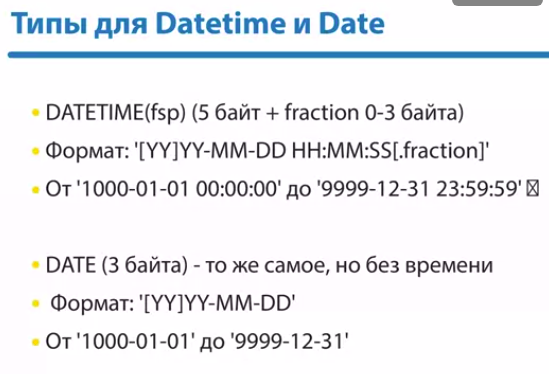 Типы для Datetime и Date
• DATETIME(fsp) (5 байт + fraction 0-3 байта)
• Формат: '[YY]YY-MM-DD HH:MM:SS[.fraction]'
• От '1000-01-01 00:00:00' до '9999-12-31 23:59:59'
• DATE (3 байта) - то же самое, но без времени
• Формат: '[YY]YY-MM-DD'
• От '1000-01-01' до '9999-12-31'